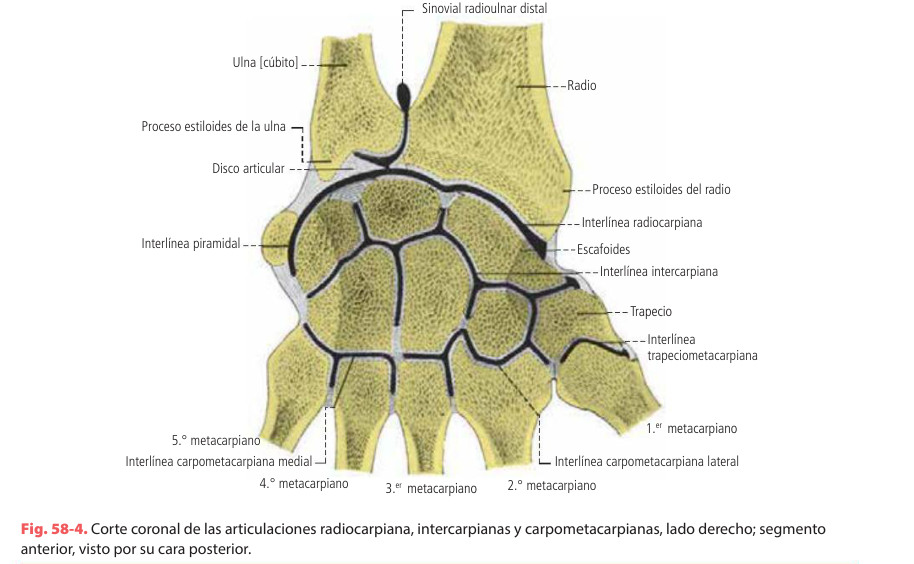 Sinovial radioulnar distal
Ulna [cúbito]
Radio
Proceso estiloides de la ulna
Disco articular
Proceso estiloides del radio
Interlínea radiocarpiana
Interlínea piramidal
Escafoides
Interlínea intercarpiana
Trapecio
Interlínea
trapeciometacarpiana
1.er metacarpiano
5.° metacarpiano
Interlínea carpometacarpiana medial
Interlínea carpometacarpiana lateral
4.° metacarpiano
3.er metacarpiano
2.° metacarpiano
Fig. 58-4. Corte coronal de las articulaciones radiocarpiana, intercarpianas y carpometacarpianas, lado derecho; segmento
anterior, visto por su cara posterior.